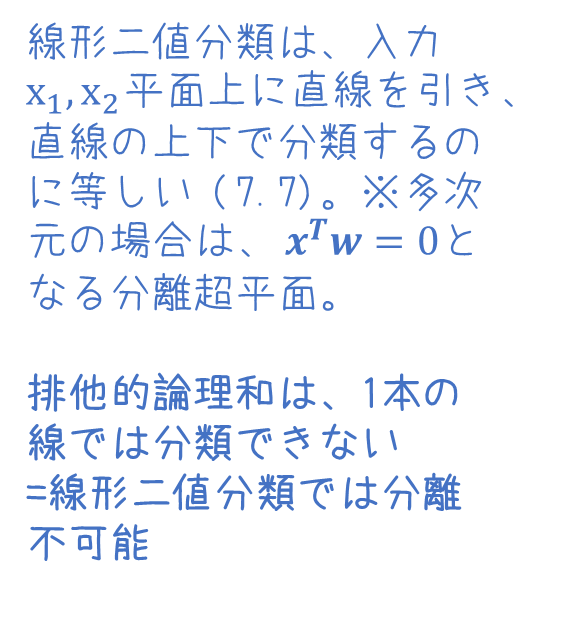 線形二値分類は、入力
x₁,x₂平面上に直線を引き、
直線の上下で分類するの
に等しい (7.7)。※多次
元の場合は、 𝒙ᵀ𝒘 = 0と
なる分離超平面。
排他的論理和は、1本の
線では分類できない
=線形二値分類では分離
不可能